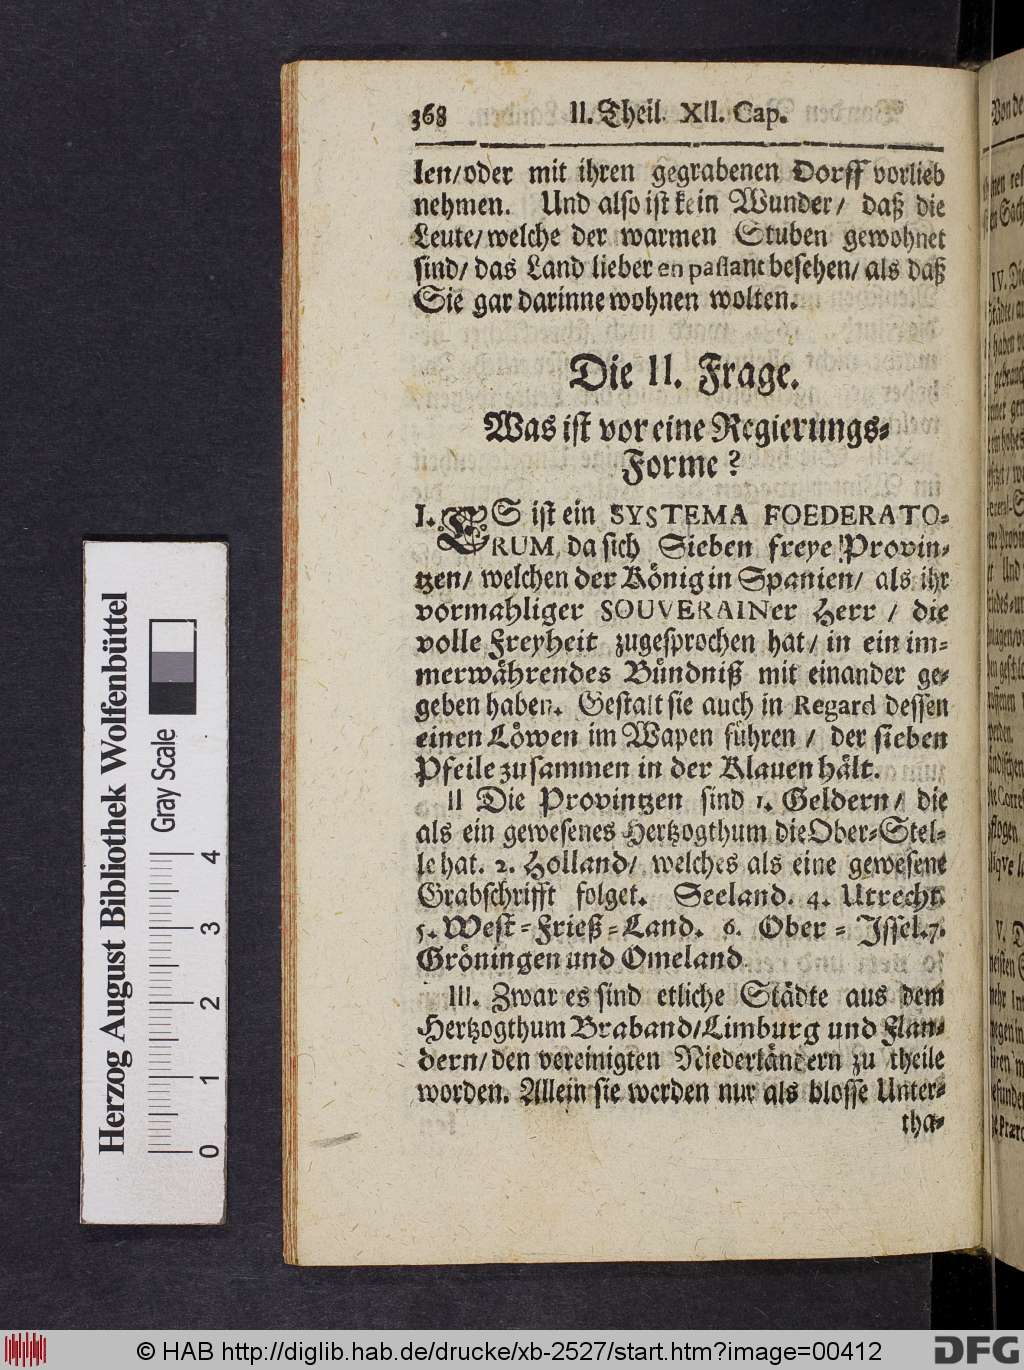 368 II. Theil. XII. Cap.
len/oder mit ihren gegrabenen Dorff vorlieb
nehmen. Und also ist kein Wunder/ daß die
Leute/welche der warmen Stuben gewohnet
sind/ das Land lieber en passant besehen/ als daß
Sie gar darinne wohnen wolten.
Die II. Frage.
Was ist vor eine Regierungs-
Forme?
I. ES ist ein SYSTEMA FOEDERATO-
RUM, da sich Sieben freye Provin-
tzen/ welchen der König in Spanien/ als ihr
vormahliger SOUVERAINer Herr / die
volle Freyheit zugesprochen hat/ in ein im-
merwährendes Bündniß mit einander ge-
geben haben. Gestalt sie auch in Regard dessen
einen Löwen im Wapen führen / der sieben
Pfeile zusammen in der Klauen hält.
II Die Provintzen sind 1. Geldern/ die
als ein gewesenes Hertzogthum die Ober-Stel-
le hat. 2. Holland/ welches als eine gewesene
Grabschrifft folget. Seeland. 4. Utrecht.
5. West-Frieß-Land. 6. Ober-Jssel. 7.
Gröningen und Omeland.
III. Zwar es sind etliche Städte aus dem
Hertzogthum Braband/Limburg und Flan-
dern/den vereinigten Niederländern zu theile
worden. Allein sie werden nur als blosse Unter-
tha-
Herzog August Bibliothek Wolfenbüttel
Gray Scale
0 1 2 3 4
© HAB http://diglib.hab.de/drucke/xb-2527/start.htm?image=00412
DFG